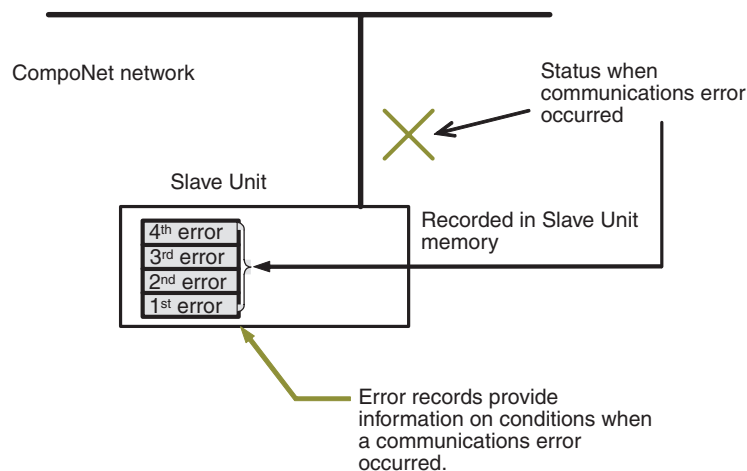 CompoNet network
Status when
communications error
occurred
Slave Unit
Recorded in Slave Unit
memory
4th error
3rd error
2nd error
1st error
Error records provide
information on conditions when
a communications error
occurred.